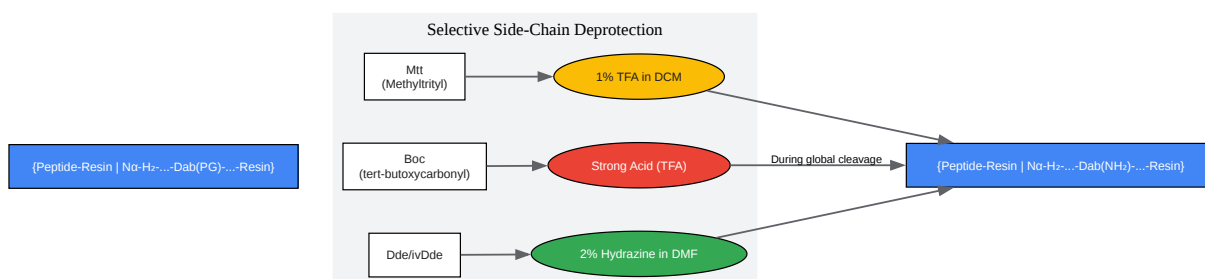 Selective Side-Chain Deprotection
Mtt
(Methyltrityl)
1% TFA in DCM
{Peptide-Resin | Nα-H₂-...-Dab(PG)-...-Resin}
Boc
(tert-butoxycarbonyl)
Strong Acid (TFA)
During global cleavage
{Peptide-Resin | Nα-H₂-...-Dab(NH₂)-...-Resin}
Dde/ivDde
2% Hydrazine in DMF